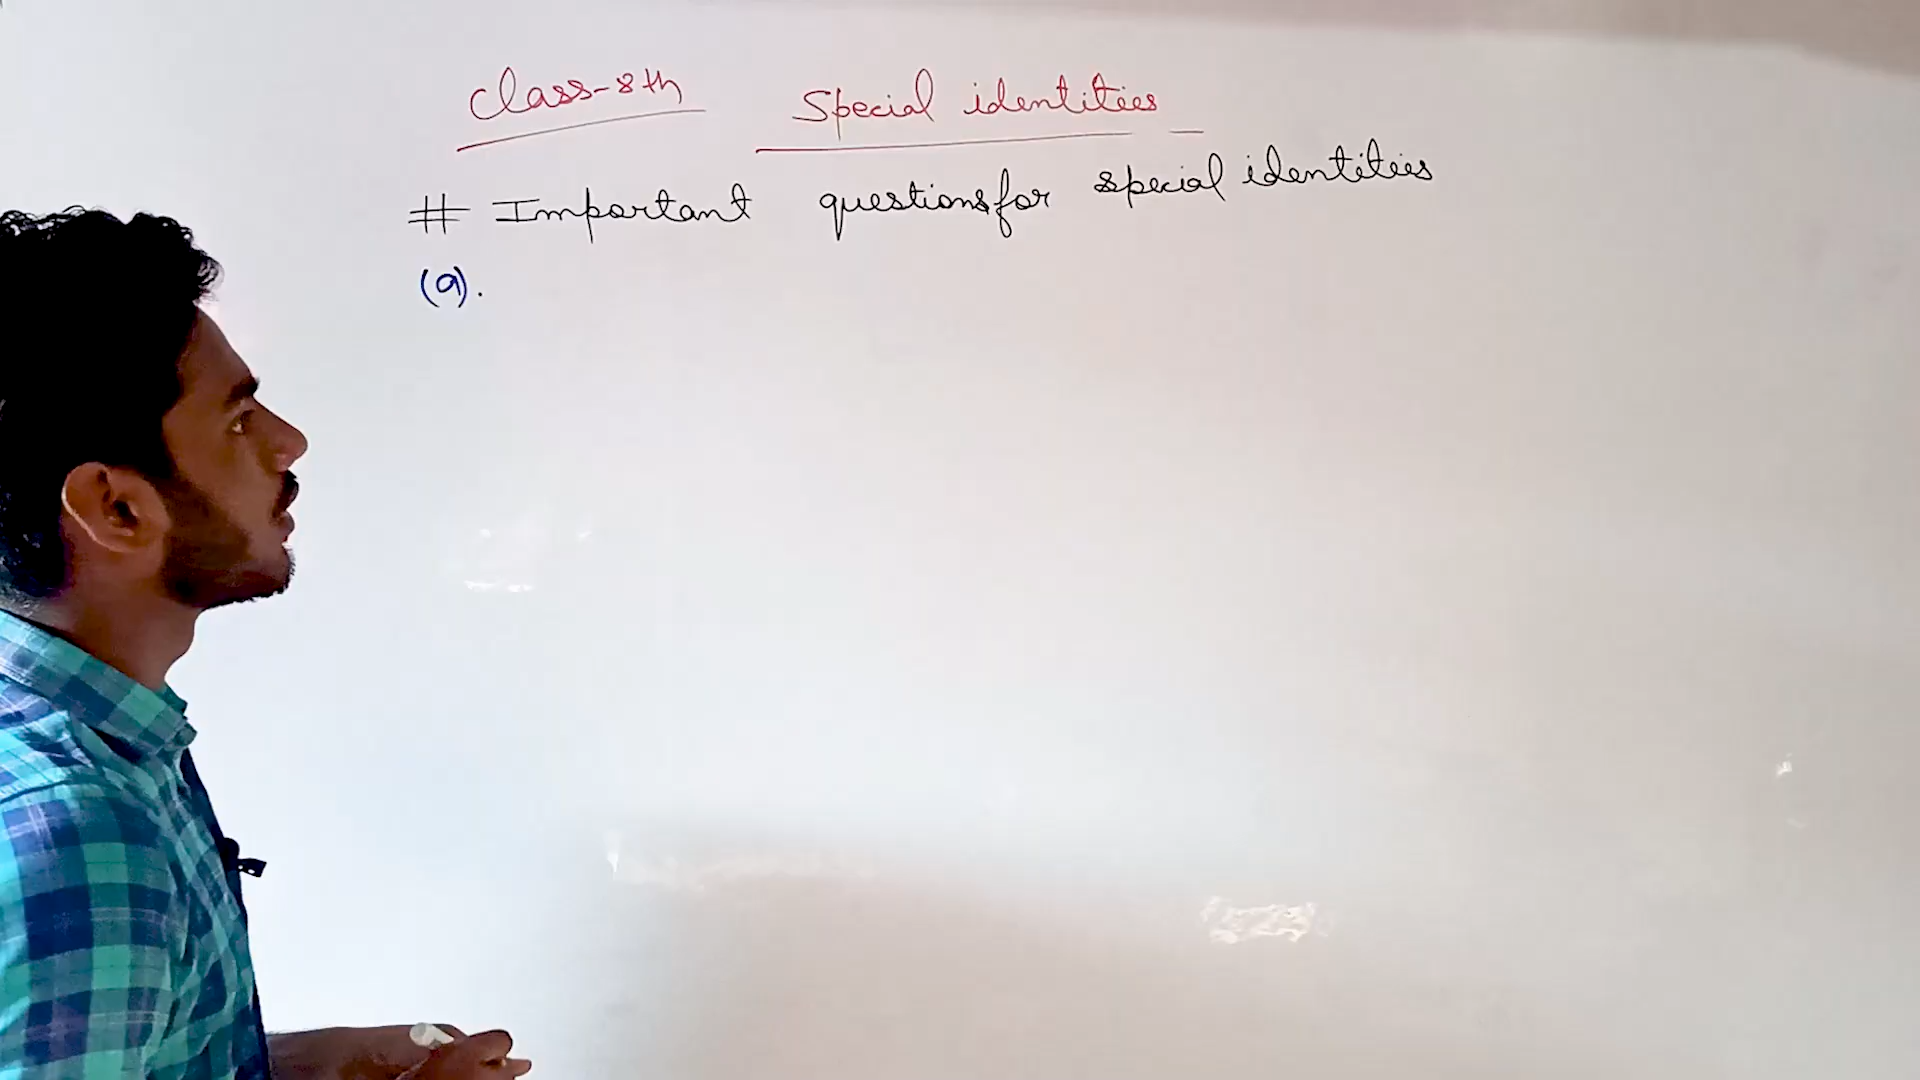 Class-8th Special identities
# Important questions for special identities
(a).